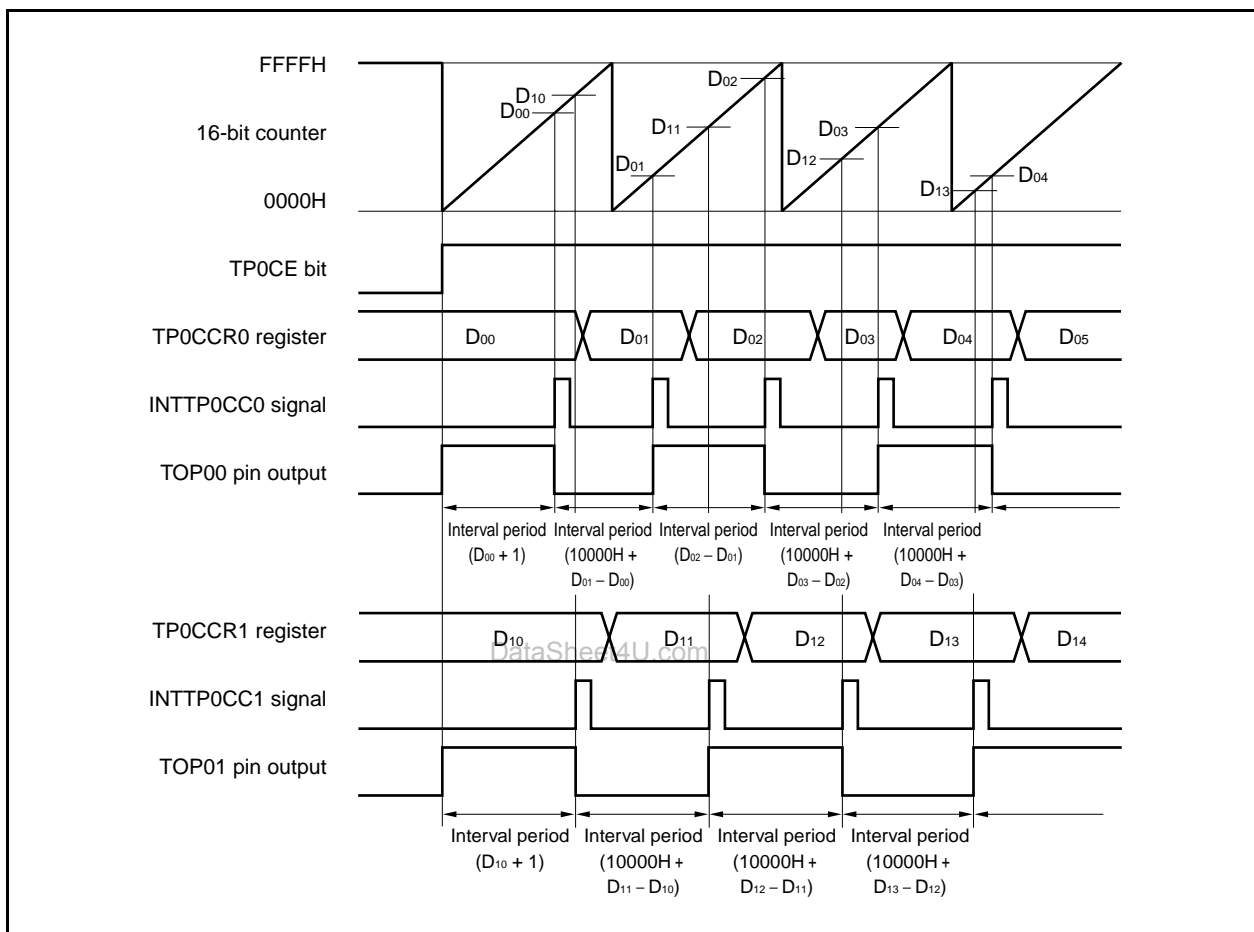 FFFFH
D10
D00
D02
16-bit counter
D11
D03
D01
D12
D04
D13
0000H
TP0CE bit
TP0CCR0 register
D00
D01
D02
D03
D04
D05
INTTP0CC0 signal
TOP00 pin output
Interval period
(D00 + 1)
Interval period
(10000H +
D01 – D00)
Interval period
(D02 – D01)
Interval period
(10000H +
D03 – D02)
Interval period
(10000H +
D04 – D03)
TP0CCR1 register
D10
D11
D12
D13
D14
DataSheet4U.com
INTTP0CC1 signal
TOP01 pin output
Interval period
(D10 + 1)
Interval period
(10000H +
D11 – D10)
Interval period
(10000H +
D12 – D11)
Interval period
(10000H +
D13 – D12)